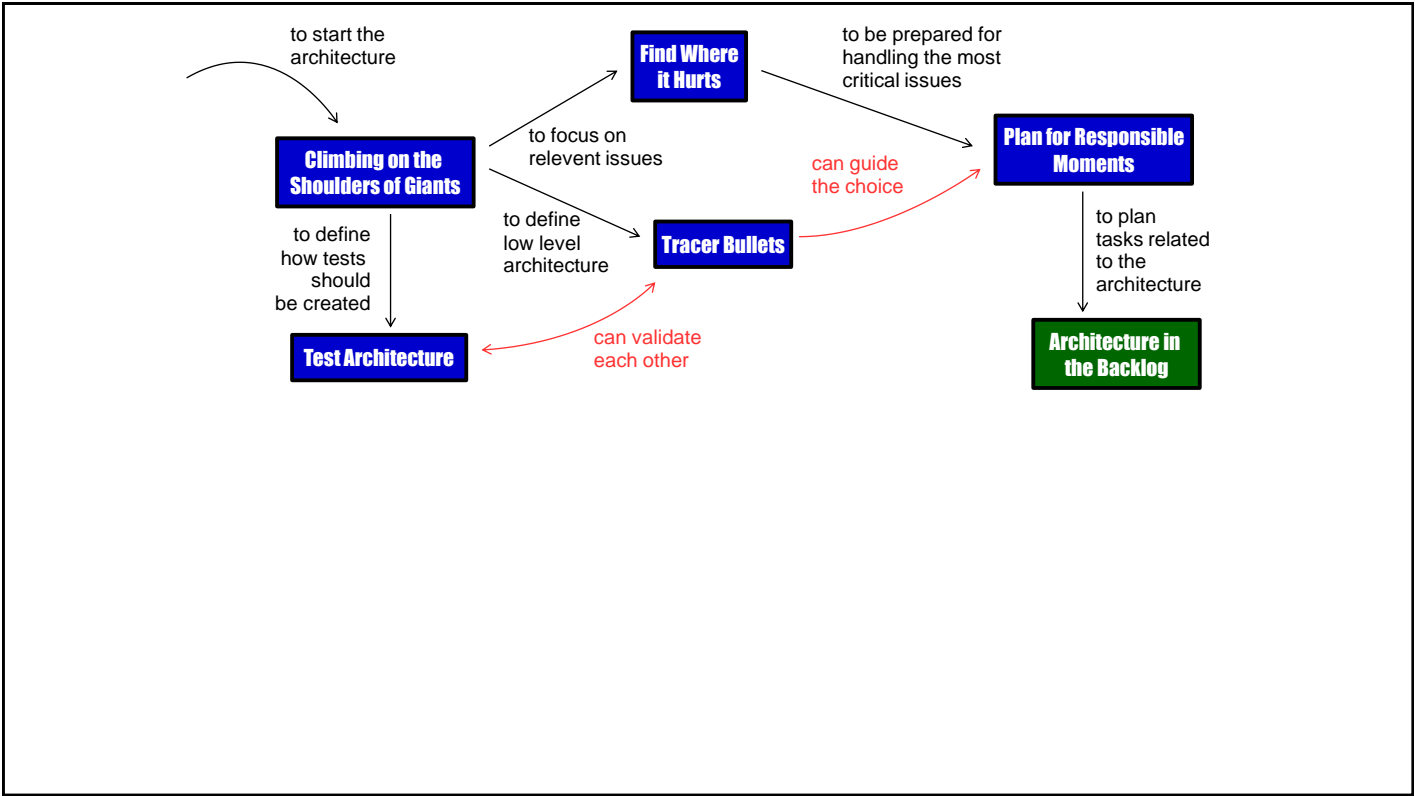 to start the
architecture
Find Where
it Hurts
to be prepared for
handling the most
critical issues
Climbing on the
Shoulders of Giants
to focus on
relevent issues
can guide
the choice
Plan for Responsible
Moments
to define
how tests
should
be created
to define
low level
architecture
Tracer Bullets
to plan
tasks related
to the
architecture
Test Architecture
can validate
each other
Architecture in
the Backlog